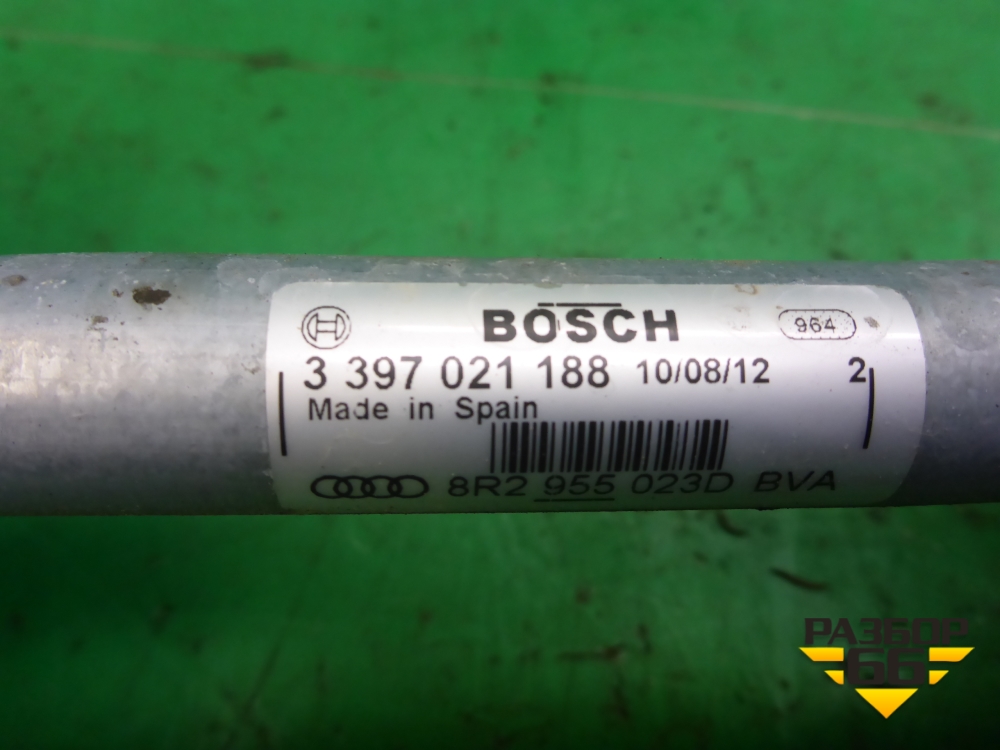 BOSCH 964
3 397 021 188 10/08/12 2
Made in Spain
8R2 955 023D BVA
РАЗБОР
66